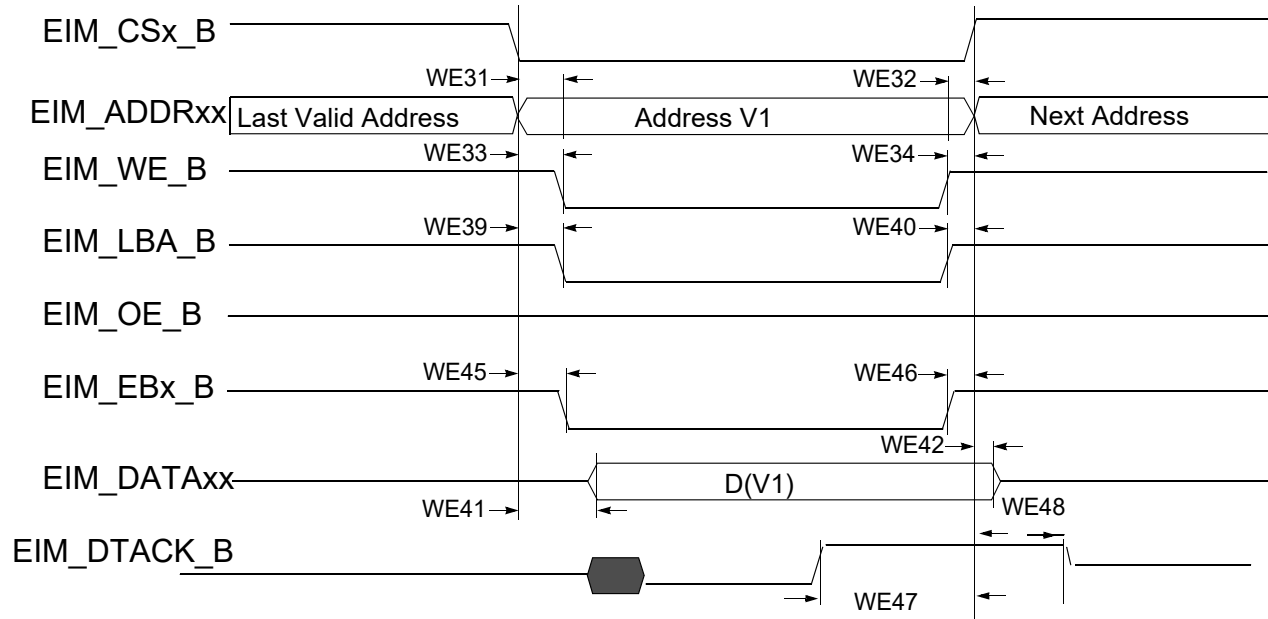 EIM_CSx_B
WE31 WE32
EIM_ADDRxx Last Valid Address Address V1 Next Address
WE33 WE34
EIM_WE_B
WE39 WE40
EIM_LBA_B
EIM_OE_B
WE45 WE46
EIM_EBx_B
WE42
EIM_DATAxx D(V1)
WE41 WE48
EIM_DTACK_B
WE47